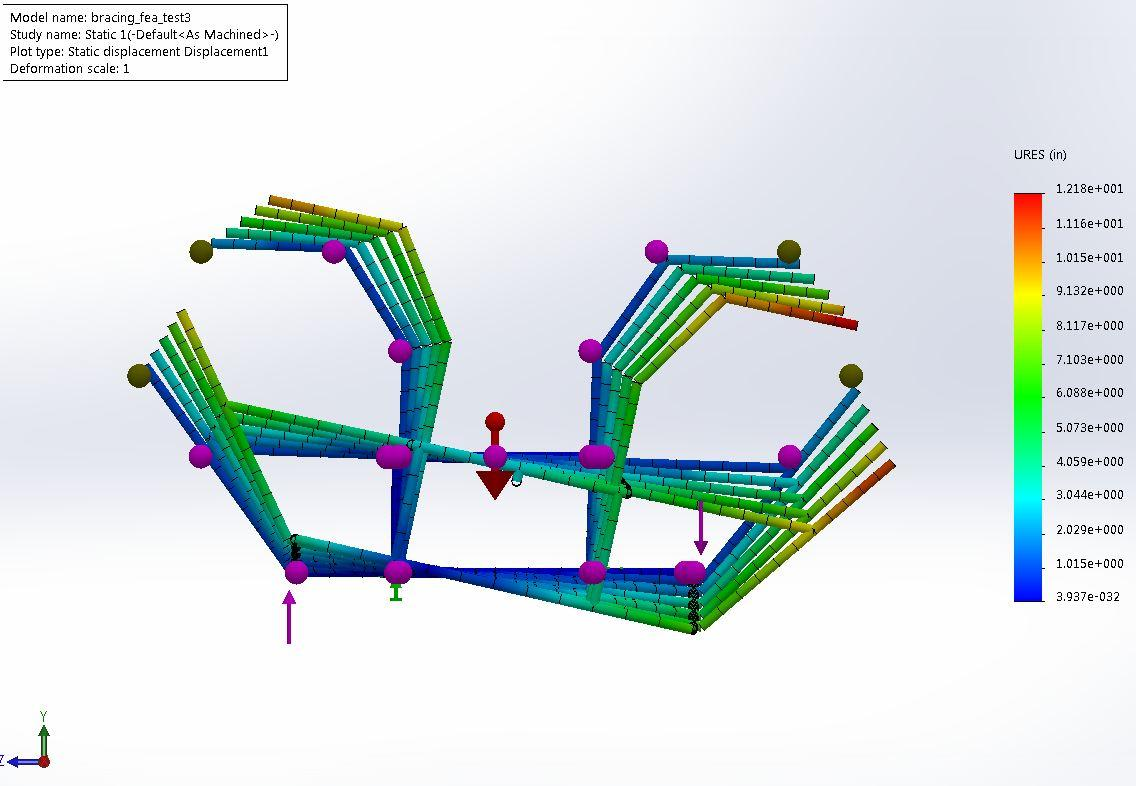 Model name: bracing_fea_test3
Study name: Static 1(-Default<As Machined>-)
Plot type: Static displacement Displacement1
Deformation scale: 1
URES (in)
1.218e+001
1.116e+001
1.015e+001
9.132e+000
8.117e+000
7.103e+000
6.088e+000
5.073e+000
4.059e+000
3.044e+000
2.029e+000
1.015e+000
3.937e-032
Y
Z